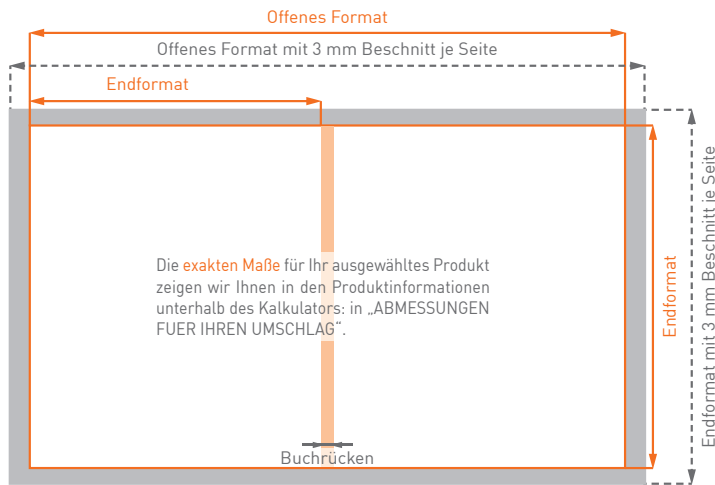 Offenes Format
Offenes Format mit 3 mm Beschnitt je Seite
Endformat
Die exakten Maße für Ihr ausgewähltes Produkt
zeigen wir Ihnen in den Produktinformationen
unterhalb des Kalkulators: in „ABMESSUNGEN
FUER IHREN UMSCHLAG“.
Buchrücken
Endformat
Endformat mit 3 mm Beschnitt je Seite